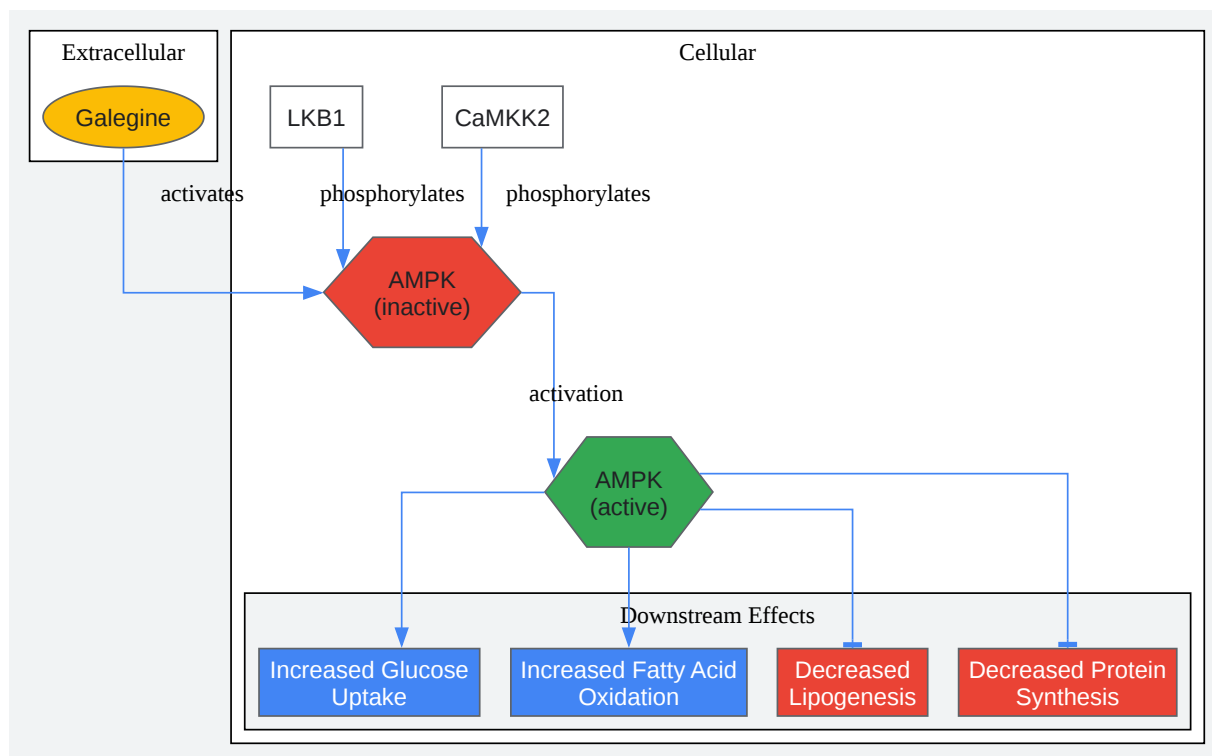 Extracellular
Cellular
Galegine
LKB1
CaMKK2
activates
phosphorylates
phosphorylates
AMPK
(inactive)
activation
AMPK
(active)
Downstream Effects
Increased Glucose
Uptake
Increased Fatty Acid
Oxidation
Decreased
Lipogenesis
Decreased Protein
Synthesis